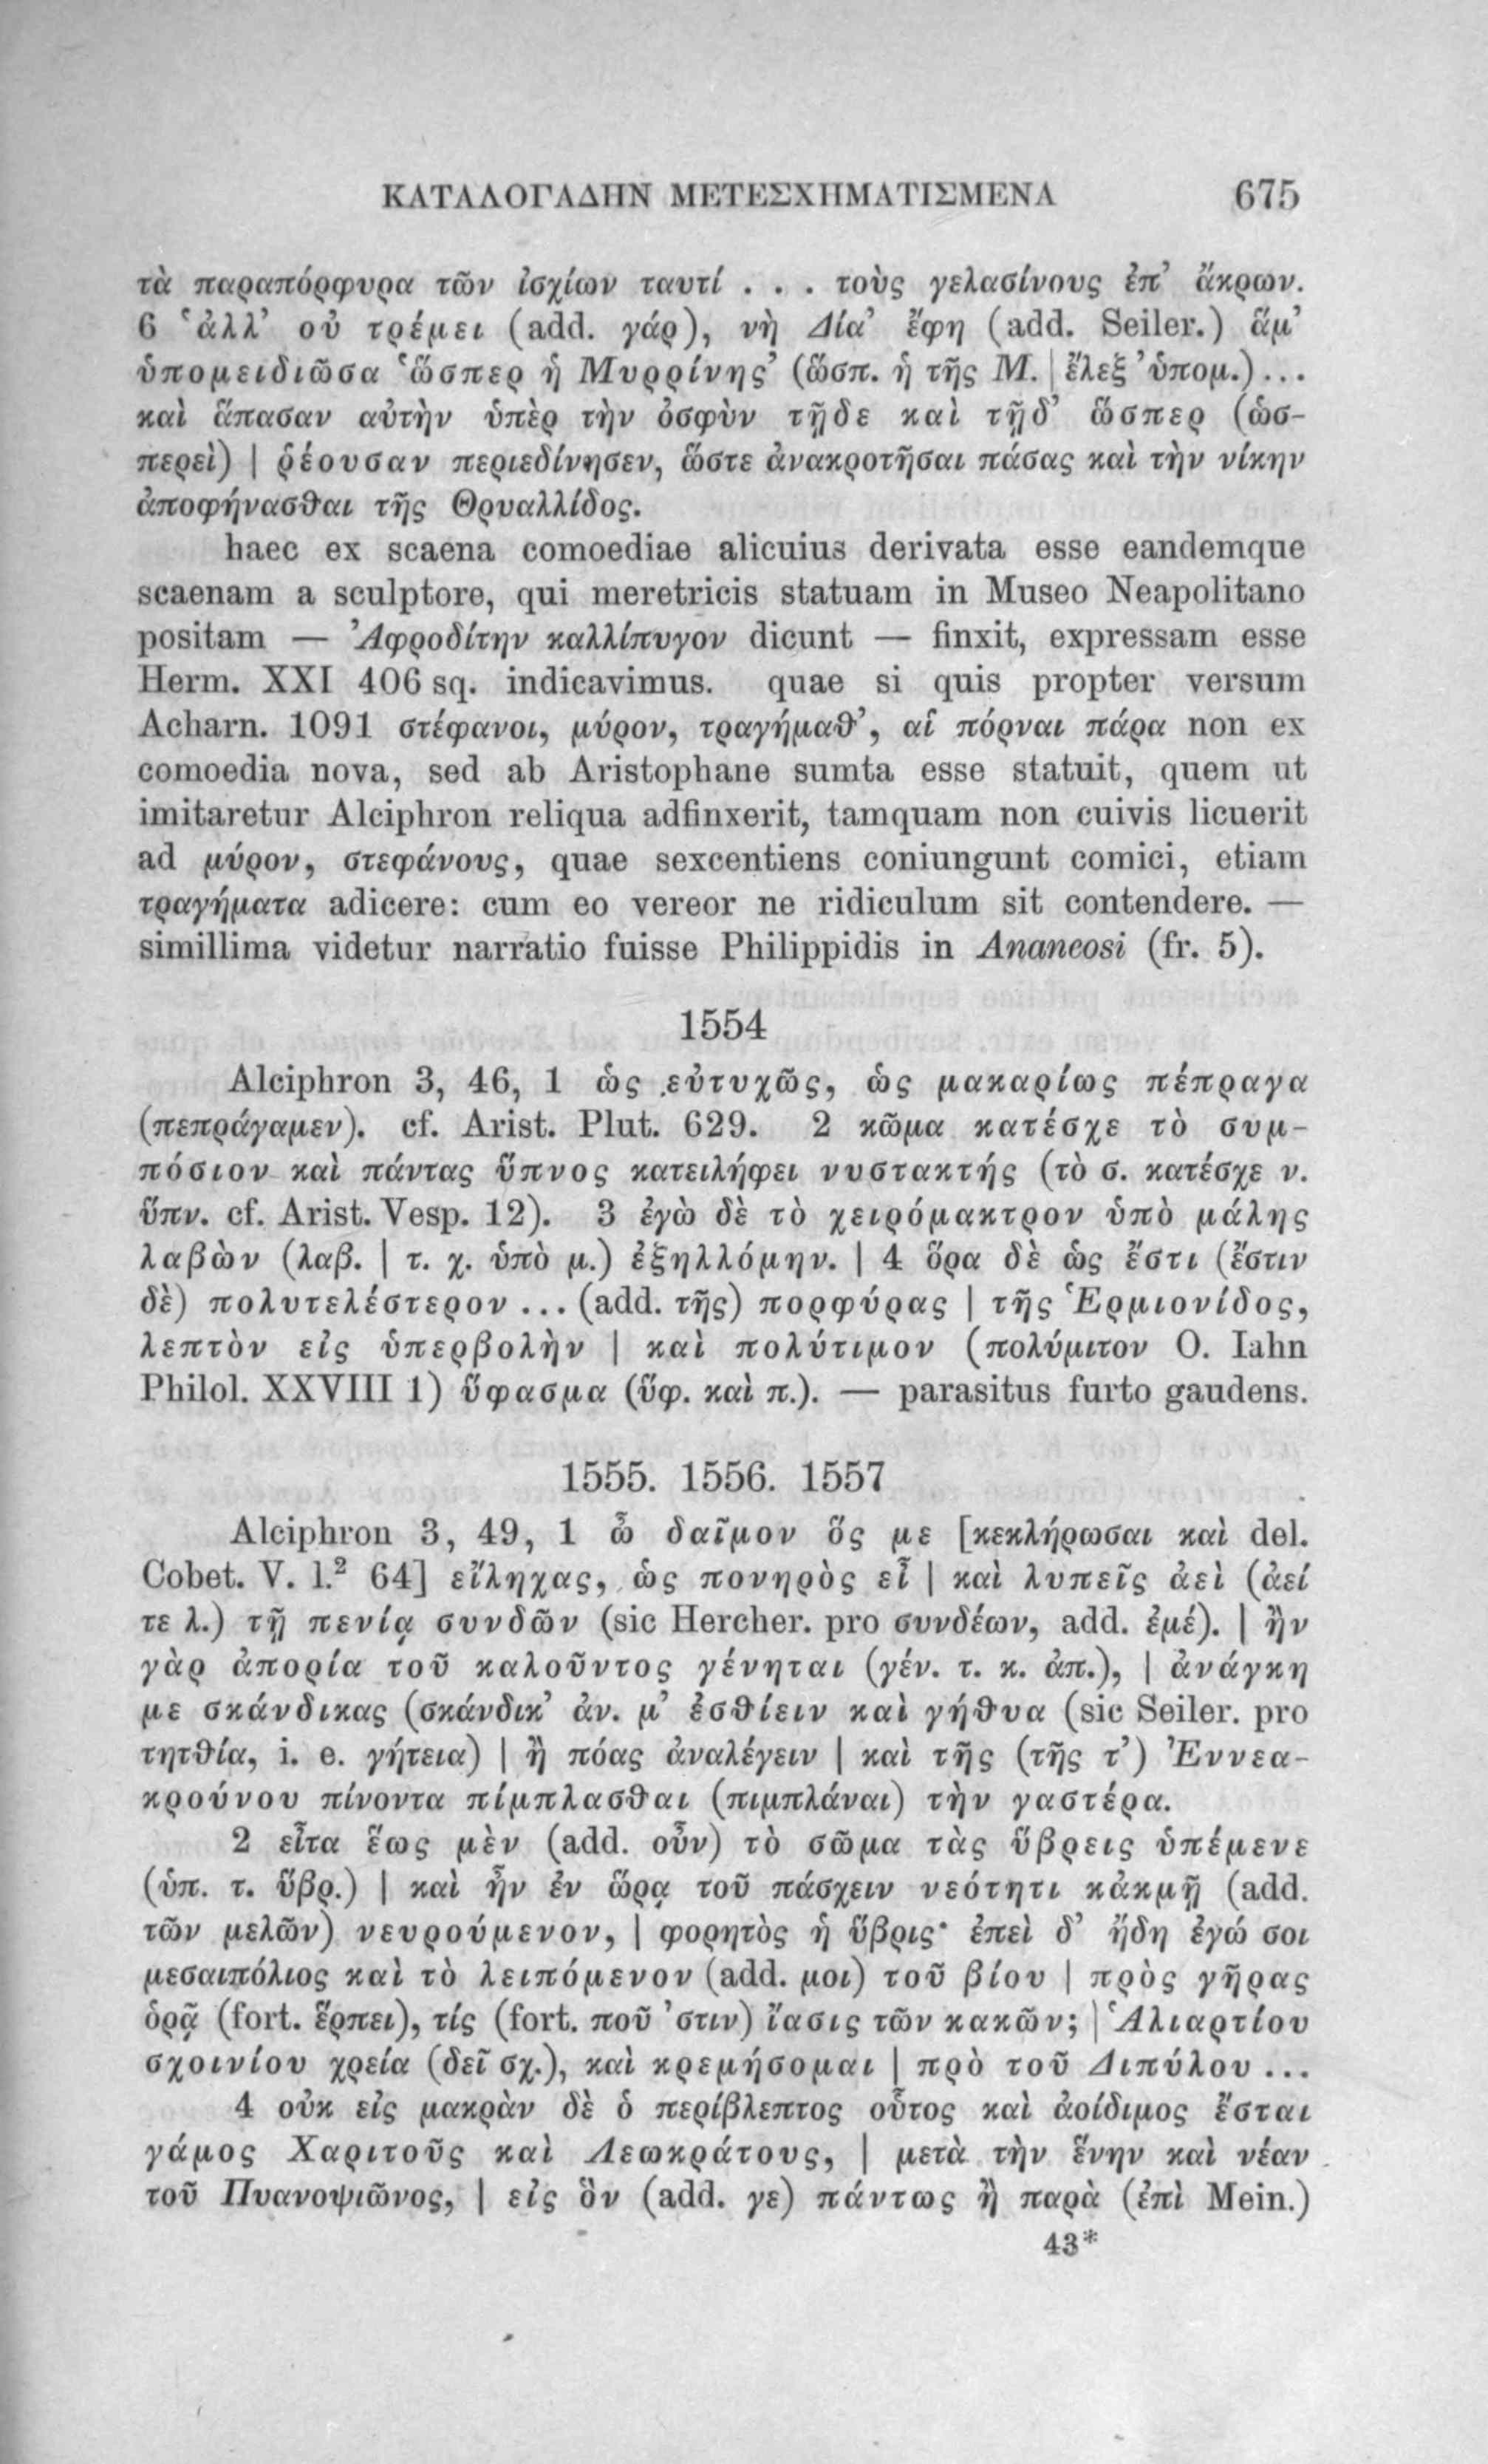 ΚΑΤΑΛΟΓΑΔΗΝ ΜΕΤΕΣΧΗΜΑΤΙΣΜΕΝΑ 675
τὰ παραπόρφυρα τῶν ἰσχίων ταυτί . . . τοὺς γελασίνους ἐπ’ ἄκρων.
6 ‘ἀλλ’ οὐ τρέμει (add. γάρ), νὴ Δία’ ἔφη (add. Seiler.) ἅμ’
ὑπομειδιῶσα ‘ὥσπερ ἡ Μυρρίνης’ (ὥσπ. ἡ τῆς Μ. | ἔλεξ’ ὑπομ.) ...
καὶ ἅπασαν αὐτὴν ὑπὲρ τὴν ὀσφὺν τῇδε καὶ τῇδ’ ὥσπερ (ὡσ-
περεὶ) | ῥέουσαν περιεδίνησεν, ὥστε ἀνακροτῆσαι πάσας καὶ τὴν νίκην
ἀποφήνασθαι τῆς Θρυαλλίδος.
haec ex scaena comoediae alicuius derivata esse eandemque
scaenam a sculptore, qui meretricis statuam in Museo Neapolitano
positam — Ἀφροδίτην καλλίπυγον dicunt — finxit, expressam esse
Herm. XXI 406 sq. indicavimus. quae si quis propter versum
Acharn. 1091 στέφανοι, μύρον, τραγήμαθ’, αἱ πόρναι πάρα non ex
comoedia nova, sed ab Aristophane sumta esse statuit, quem ut
imitaretur Alciphron reliqua adfinxerit, tamquam non cuivis licuerit
ad μύρον, στεφάνους, quae sexcentiens coniungunt comici, etiam
τραγήματα adicere: cum eo vereor ne ridiculum sit contendere. —
simillima videtur narratio fuisse Philippidis in Ananeosi (fr. 5).
1554
Alciphron 3, 46, 1 ὡς εὐτυχῶς, ὡς μακαρίως πέπραγα
(πεπράγαμεν). cf. Arist. Plut. 629. 2 κῶμα κατέσχε τὸ συμ-
πόσιον καὶ πάντας ὕπνος κατειλήφει νυστακτής (τὸ σ. κατέσχε ν.
ὕπν. cf. Arist. Vesp. 12). 3 ἐγὼ δὲ τὸ χειρόμακτρον ὑπὸ μάλης
λαβὼν (λαβ. | τ. χ. ὑπὸ μ.) ἐξηλλόμην. | 4 ὅρα δὲ ὡς ἔστι (ἔστιν
δὲ) πολυτελέστερον ... (add. τῆς) πορφύρας | τῆς Ἑρμιονίδος,
λεπτὸν εἰς ὑπερβολὴν | καὶ πολύτιμον (πολύμιτον O. Iahn
Philol. XXVIII 1) ὕφασμα (ὕφ. καὶ π.). — parasitus furto gaudens.
1555. 1556. 1557
Alciphron 3, 49, 1 ὦ δαῖμον ὅς με [κεκλήρωσαι καὶ del.
Cobet. V. l.² 64] εἴληχας, ὡς πονηρὸς εἶ | καὶ λυπεῖς ἀεὶ (ἀεί
τε λ.) τῇ πενίᾳ συνδῶν (sic Hercher. pro συνδέων, add. ἐμέ). | ἢν
γὰρ ἀπορία τοῦ καλοῦντος γένηται (γέν. τ. κ. ἀπ.), | ἀνάγκη
με σκάνδικας (σκάνδικ’ ἀν. μ’ ἐσθίειν καὶ γήθυα (sic Seiler. pro
τητθία, i. e. γήτεια) | ἢ πόας ἀναλέγειν | καὶ τῆς (τῆς τ’) Ἐννεα-
κρούνου πίνοντα πίμπλασθαι (πιμπλάναι) τὴν γαστέρα.
2 εἶτα ἕως μὲν (add. οὖν) τὸ σῶμα τὰς ὕβρεις ὑπέμενε
(ὑπ. τ. ὕβρ.) | καὶ ἦν ἐν ὥρᾳ τοῦ πάσχειν νεότητι κἀκμῇ (add.
τῶν μελῶν) νευρούμενον, | φορητὸς ἡ ὕβρις· ἐπεὶ δ’ ἤδη ἐγώ σοι
μεσαιπόλιος καὶ τὸ λειπόμενον (add. μοι) τοῦ βίου | πρὸς γῆρας
ὁρᾷ (fort. ἕρπει), τίς (fort. ποῦ ’στιν) ἴασις τῶν κακῶν; | Ἁλιαρτίου
σχοινίου χρεία (δεῖ σχ.), καὶ κρεμήσομαι | πρὸ τοῦ Διπύλου ...
4 οὐκ εἰς μακρὰν δὲ ὁ περίβλεπτος οὗτος καὶ ἀοίδιμος ἔσται
γάμος Χαριτοῦς καὶ Λεωκράτους, | μετὰ τὴν ἕνην καὶ νέαν
τοῦ Πυανοψιῶνος, | εἰς ὃν (add. γε) πάντως ἢ παρὰ (ἐπὶ Mein.)
43*